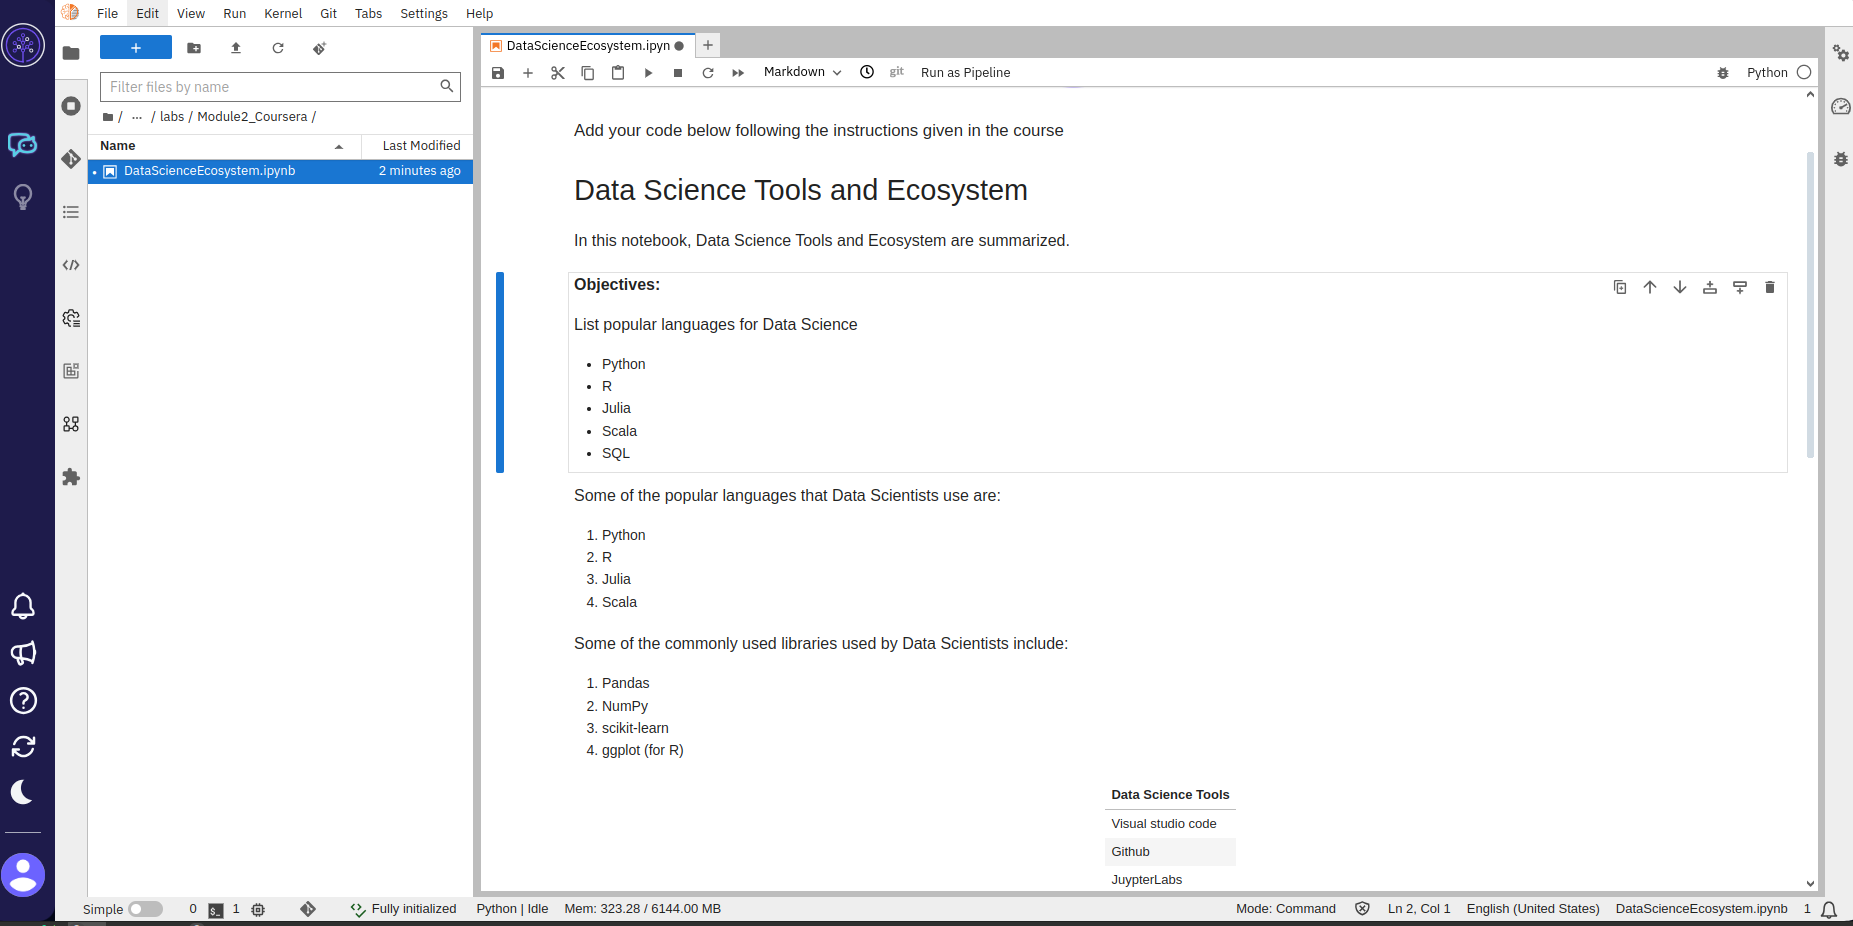 File Edit View Run Kernel Git Tabs Settings Help
DataScienceEcosystem.ipyn
Markdown git Run as Pipeline Python
Filter files by name
/ ... / labs / Module2_Coursera /
Name Last Modified
DataScienceEcosystem.ipynb 2 minutes ago
Add your code below following the instructions given in the course
Data Science Tools and Ecosystem
In this notebook, Data Science Tools and Ecosystem are summarized.
Objectives:
List popular languages for Data Science
• Python
• R
• Julia
• Scala
• SQL
Some of the popular languages that Data Scientists use are:
1. Python
2. R
3. Julia
4. Scala
Some of the commonly used libraries used by Data Scientists include:
1. Pandas
2. NumPy
3. scikit-learn
4. ggplot (for R)
Data Science Tools
Visual studio code
Github
JuypterLabs
Simple 0 $_ 1 Fully initialized Python | Idle Mem: 323.28 / 6144.00 MB Mode: Command Ln 2, Col 1 English (United States) DataScienceEcosystem.ipynb 1